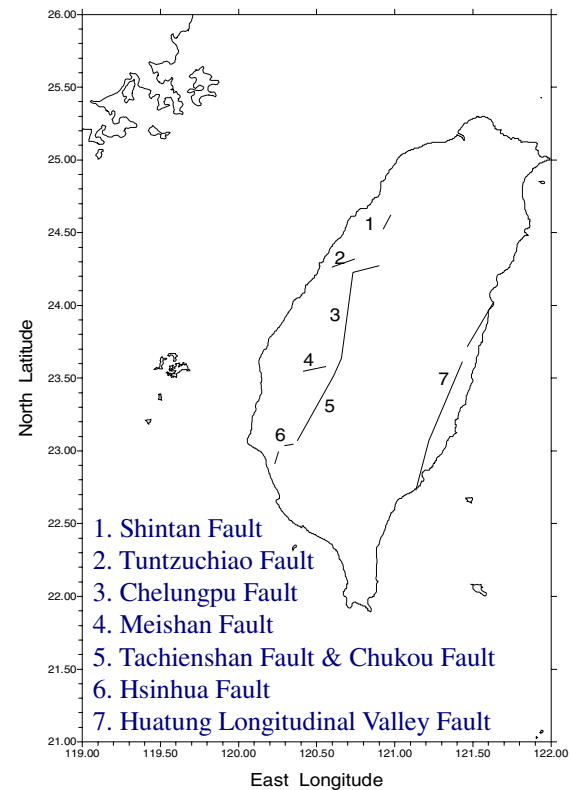 26.00
25.50
25.00
24.50
24.00
23.50
23.00
22.50
22.00
21.50
21.00
North Latitude
1
2
3
4
5
6
7
1. Shintan Fault
2. Tuntzuchiao Fault
3. Chelungpu Fault
4. Meishan Fault
5. Tachienshan Fault & Chukou Fault
6. Hsinhua Fault
7. Huatung Longitudinal Valley Fault
119.00 119.50 120.00 120.50 121.00 121.50 122.00
East Longitude